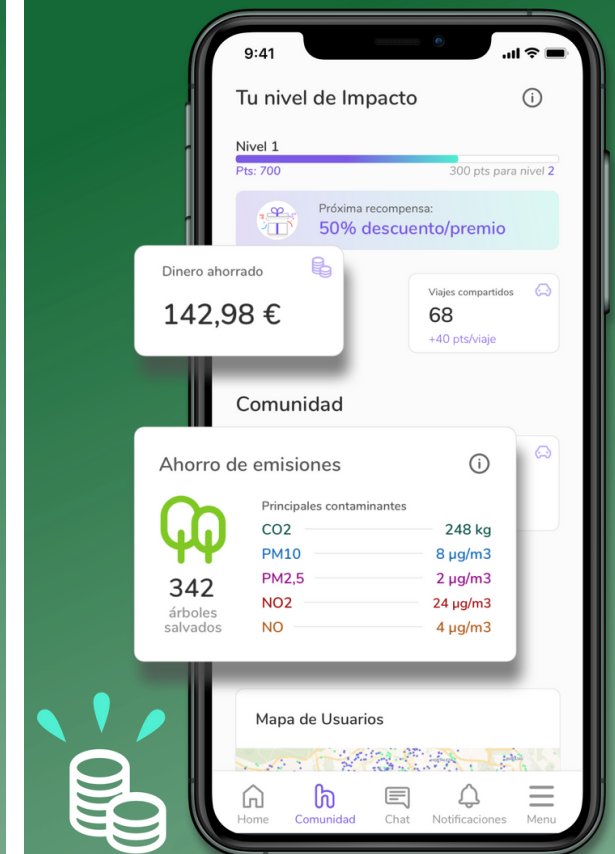 9:41
Tu nivel de Impacto
Nivel 1
Pts: 700 300 pts para nivel 2
Próxima recompensa:
50% descuento/premio
Dinero ahorrado
142,98 €
Viajes compartidos
68
+40 pts/viaje
Comunidad
Ahorro de emisiones
342
árboles
salvados
Principales contaminantes
CO2 248 kg
PM10 8 µg/m3
PM2,5 2 µg/m3
NO2 24 µg/m3
NO 4 µg/m3
Mapa de Usuarios
Home Comunidad Chat Notificaciones Menu